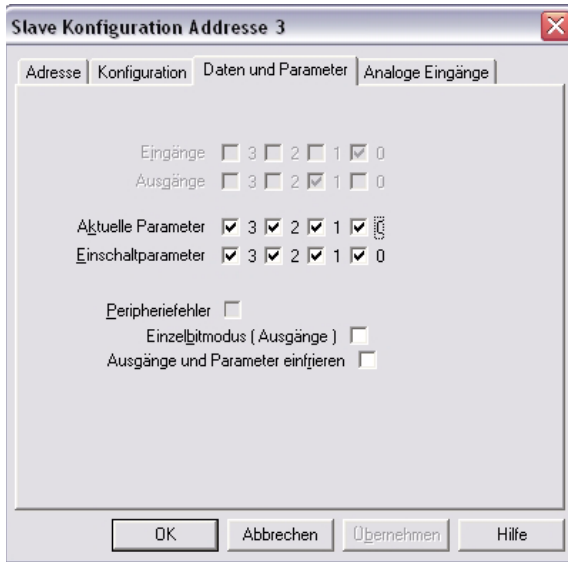 Slave Konfiguration Addresse 3
Adresse Konfiguration Daten und Parameter Analoge Eingänge
Eingänge 3 2 1 0
Ausgänge 3 2 1 0
Aktuelle Parameter 3 2 1 0
Einschaltparameter 3 2 1 0
Peripheriefehler
Einzelbitmodus ( Ausgänge )
Ausgänge und Parameter einfrieren
OK Abbrechen Übernehmen Hilfe